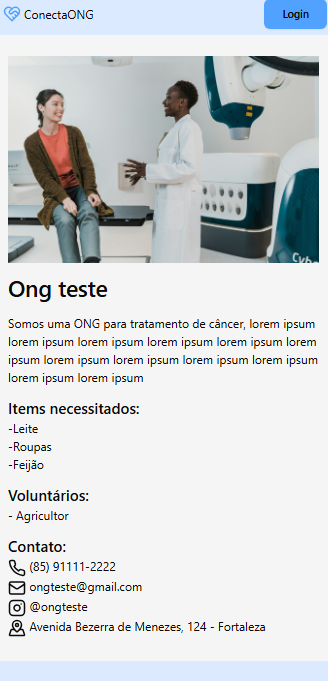 ConectaONG
Login
Cybe
Ong teste
Somos uma ONG para tratamento de câncer, lorem ipsum
lorem ipsum lorem ipsum lorem ipsum lorem ipsum lorem
ipsum lorem ipsum lorem ipsum lorem ipsum lorem ipsum
lorem ipsum lorem ipsum
Items necessitados:
-Leite
-Roupas
-Feijão
Voluntários:
- Agricultor
Contato:
(85) 91111-2222
ongteste@gmail.com
@ongteste
Avenida Bezerra de Menezes, 124 - Fortaleza